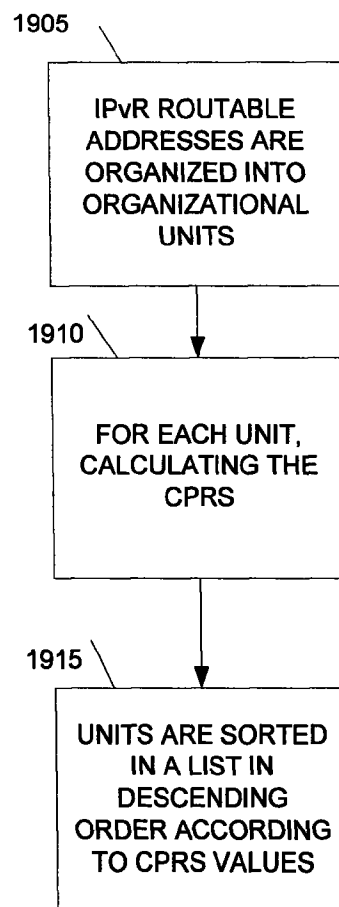 1905
IPvR ROUTABLE
ADDRESSES ARE
ORGANIZED INTO
ORGANIZATIONAL
UNITS
1910
FOR EACH UNIT,
CALCULATING THE
CPRS
1915
UNITS ARE SORTED
IN A LIST IN
DESCENDING
ORDER ACCORDING
TO CPRS VALUES